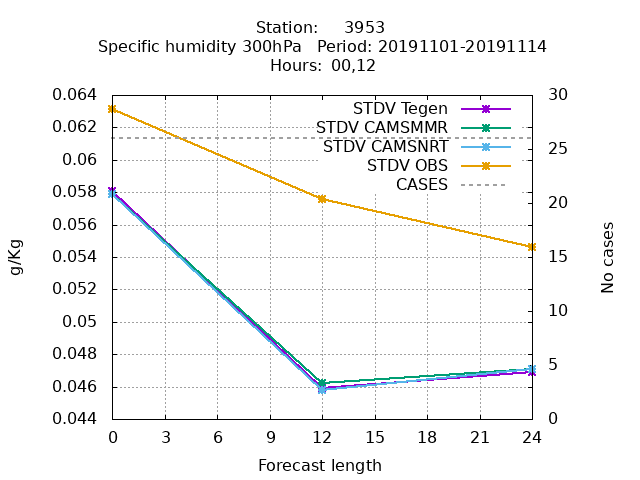 Station: 3953
Specific humidity 300hPa Period: 20191101-20191114
Hours: 00,12
0.064
0.062
0.06
0.058
0.056
0.054
0.052
0.05
0.048
0.046
0.044
30
25
20
15
10
5
0
STDV Tegen
STDV CAMSMMR
STDV CAMSNRT
STDV OBS
CASES
g/Kg
No cases
0 3 6 9 12 15 18 21 24
Forecast length